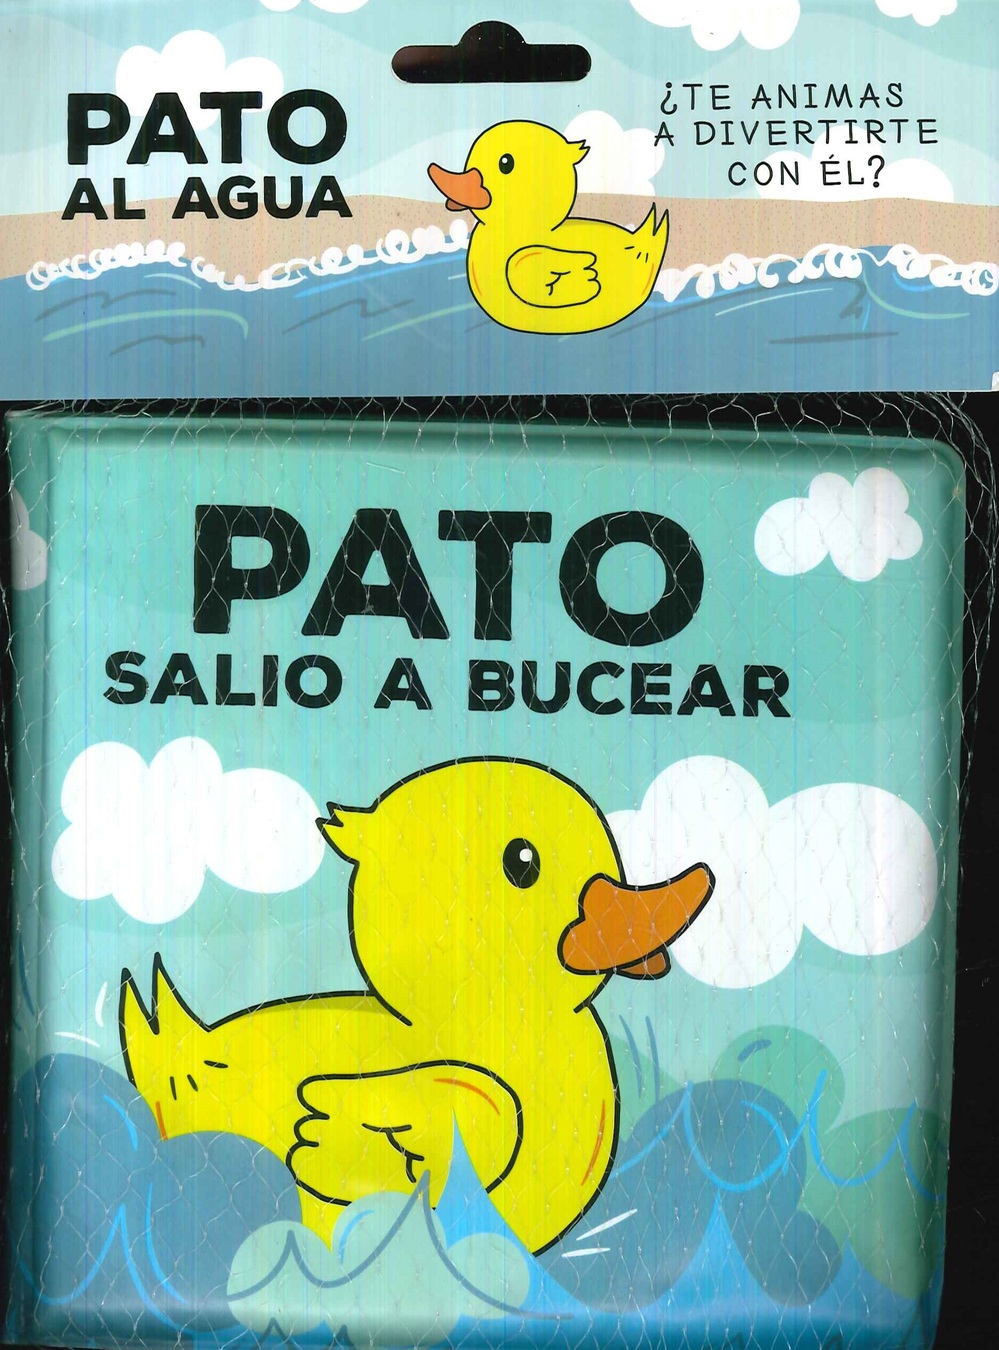 PATO
AL AGUA
¿TE ANIMAS
A DIVERTIRTE
CON ÉL?
PATO
SALIO A BUCEAR